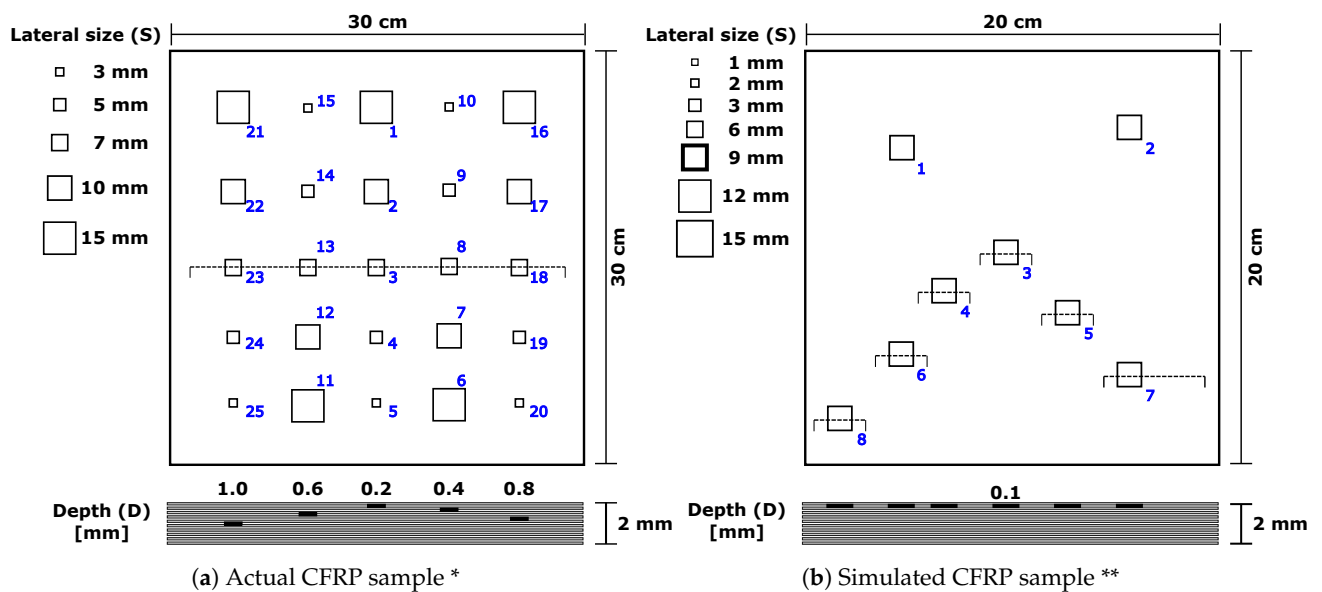 30 cm
Lateral size (S)
3 mm
5 mm
7 mm
10 mm
15 mm
21 15 1 10 16
22 14 2 9 17
23 13 3 8 18
24 12 4 7 19
25 11 5 6 20
30 cm
1.0 0.6 0.2 0.4 0.8
Depth (D)
[mm]
2 mm
(a) Actual CFRP sample *
20 cm
Lateral size (S)
1 mm
2 mm
3 mm
6 mm
9 mm
12 mm
15 mm
1
2
3
4
5
6
7
8
20 cm
0.1
Depth (D)
[mm]
2 mm
(b) Simulated CFRP sample **